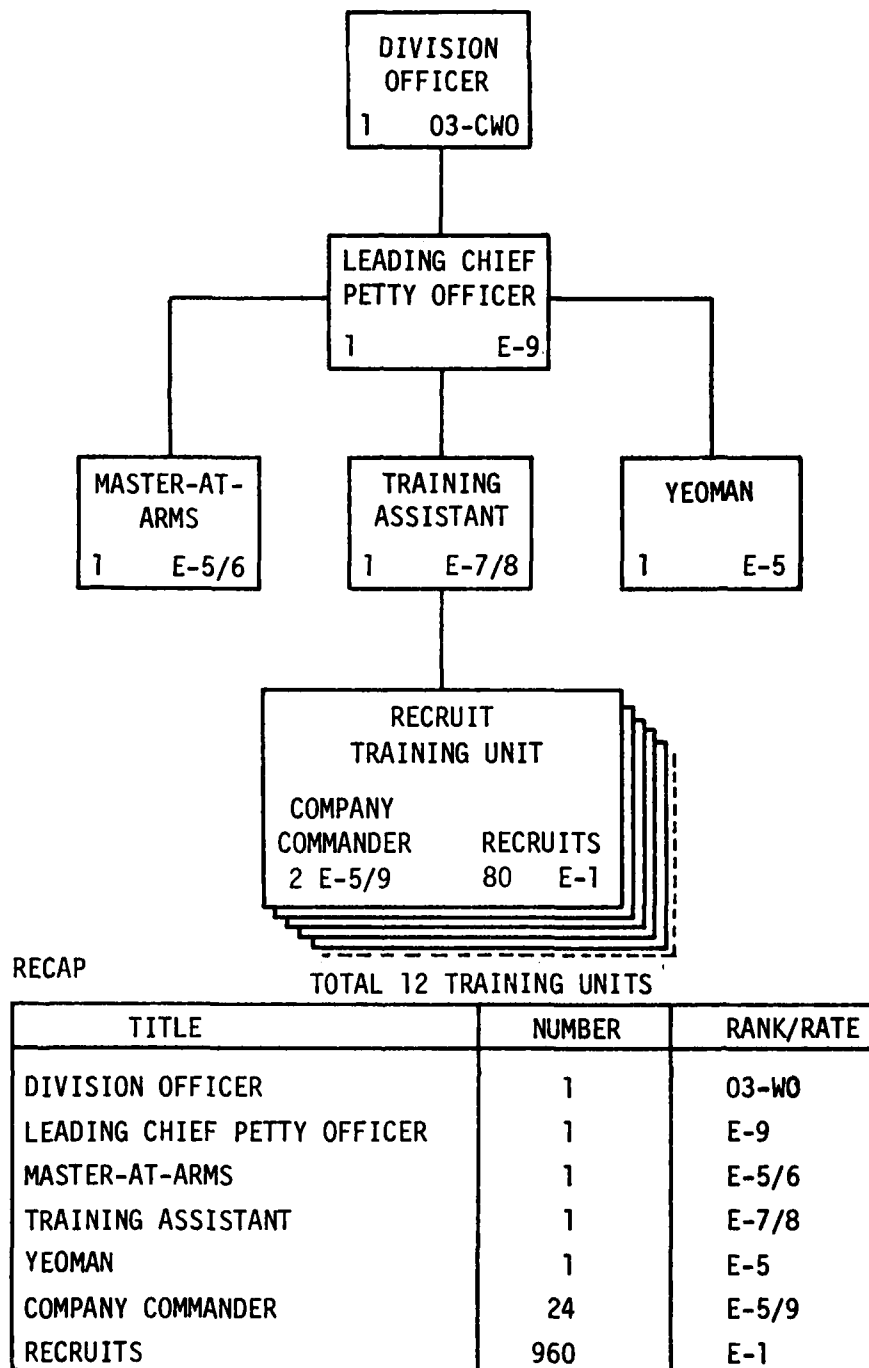 DIVISION
OFFICER
1 03-CWO
LEADING CHIEF
PETTY OFFICER
1 E-9
MASTER-AT-
ARMS
1 E-5/6
TRAINING
ASSISTANT
1 E-7/8
YEOMAN
1 E-5
RECRUIT
TRAINING UNIT
COMPANY
COMMANDER RECRUITS
2 E-5/9 80 E-1
RECAP
TOTAL 12 TRAINING UNITS
TITLE NUMBER RANK/RATE
DIVISION OFFICER 1 03-WO
LEADING CHIEF PETTY OFFICER 1 E-9
MASTER-AT-ARMS 1 E-5/6
TRAINING ASSISTANT 1 E-7/8
YEOMAN 1 E-5
COMPANY COMMANDER 24 E-5/9
RECRUITS 960 E-1